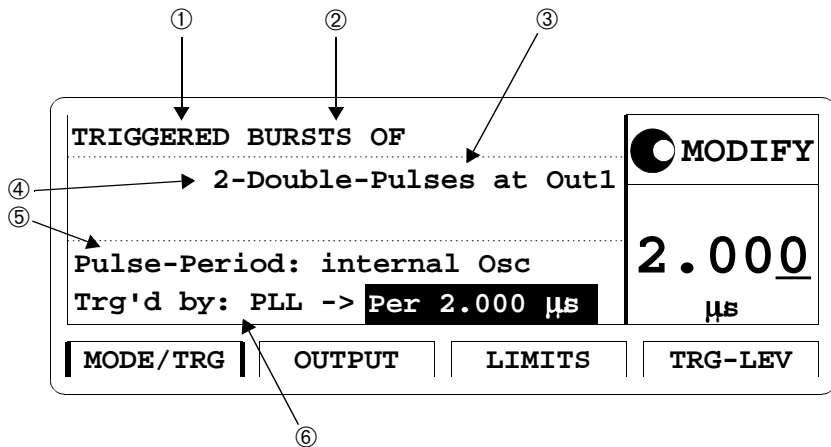 ① ② ③
TRIGGERED BURSTS OF
MODIFY
④ 2-Double-Pulses at Out1
⑤
Pulse-Period: internal Osc
2.000
Trg'd by: PLL -> Per 2.000 µs
µs
MODE/TRG OUTPUT LIMITS TRG-LEV
⑥